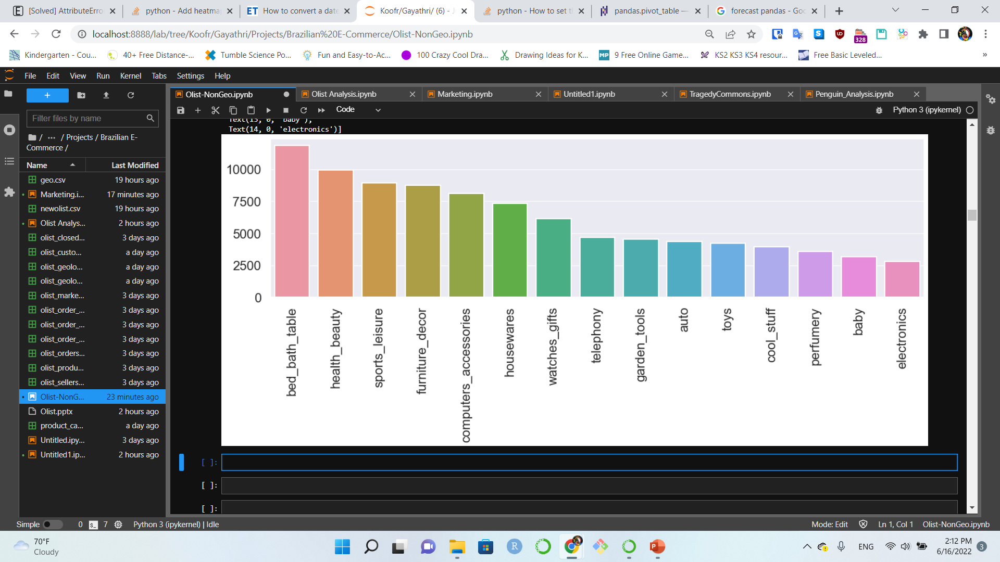 [Solved] AttributeErro
python - Add heatma
ET How to convert a date
Koofr/Gayathri/ (6) - J
python - How to set t
pandas.pivot_table —
forecast pandas - Goo
localhost:8888/lab/tree/Koofr/Gayathri/Projects/Brazilian%20E-Commerce/Olist-NonGeo.ipynb
328
Kindergarten - Cou...
40+ Free Distance-...
Tumble Science Po...
Fun and Easy-to-Ac...
100 Crazy Cool Dra...
Drawing Ideas for K...
MP 9 Free Online Game...
KS2 KS3 KS4 resour...
Free Basic Leveled...
File Edit View Run Kernel Tabs Settings Help
Olist-NonGeo.ipynb
Olist Analysis.ipynb
Marketing.ipynb
Untitled1.ipynb
TragedyCommons.ipynb
Penguin_Analysis.ipynb
Code
Python 3 (ipykernel)
Filter files by name
/ ··· / Projects / Brazilian E-
Commerce /
Name Last Modified
geo.csv 19 hours ago
Marketing.i... 17 minutes ago
newolist.csv 19 hours ago
Olist Analys... 2 hours ago
olist_closed... 3 days ago
olist_custo... a day ago
olist_geolo... a day ago
olist_geolo... a day ago
olist_marke... 3 days ago
olist_order_... 3 days ago
olist_order_... 3 days ago
olist_order_... 3 days ago
olist_orders... 3 days ago
olist_produ... 3 days ago
olist_sellers... 3 days ago
Olist-NonG... 23 minutes ago
Olist.pptx 2 hours ago
product_ca... a day ago
Untitled.ipy... 3 days ago
Untitled1.ip... 2 hours ago
Text(13, 0, 'baby'),
Text(14, 0, 'electronics')]
10000
7500
5000
2500
0
bed_bath_table
health_beauty
sports_leisure
furniture_decor
computers_accessories
housewares
watches_gifts
telephony
garden_tools
auto
toys
cool_stuff
perfumery
baby
electronics
[ ]:
[ ]:
[ ]:
Simple 0 7 Python 3 (ipykernel) | Idle
Mode: Edit Ln 1, Col 1 Olist-NonGeo.ipynb
70°F
Cloudy
ENG
2:12 PM
6/16/2022
3